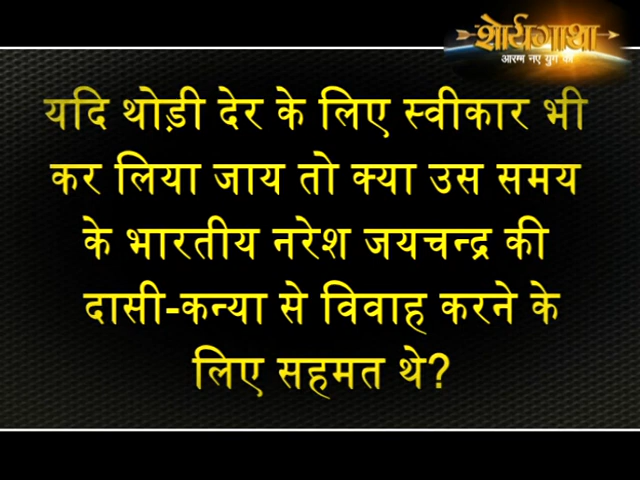 शौर्यगाथा
आरम्भ नए युग का
यदि थोड़ी देर के लिए स्वीकार भी
कर लिया जाय तो क्या उस समय
के भारतीय नरेश जयचन्द्र की
दासी-कन्या से विवाह करने के
लिए सहमत थे?